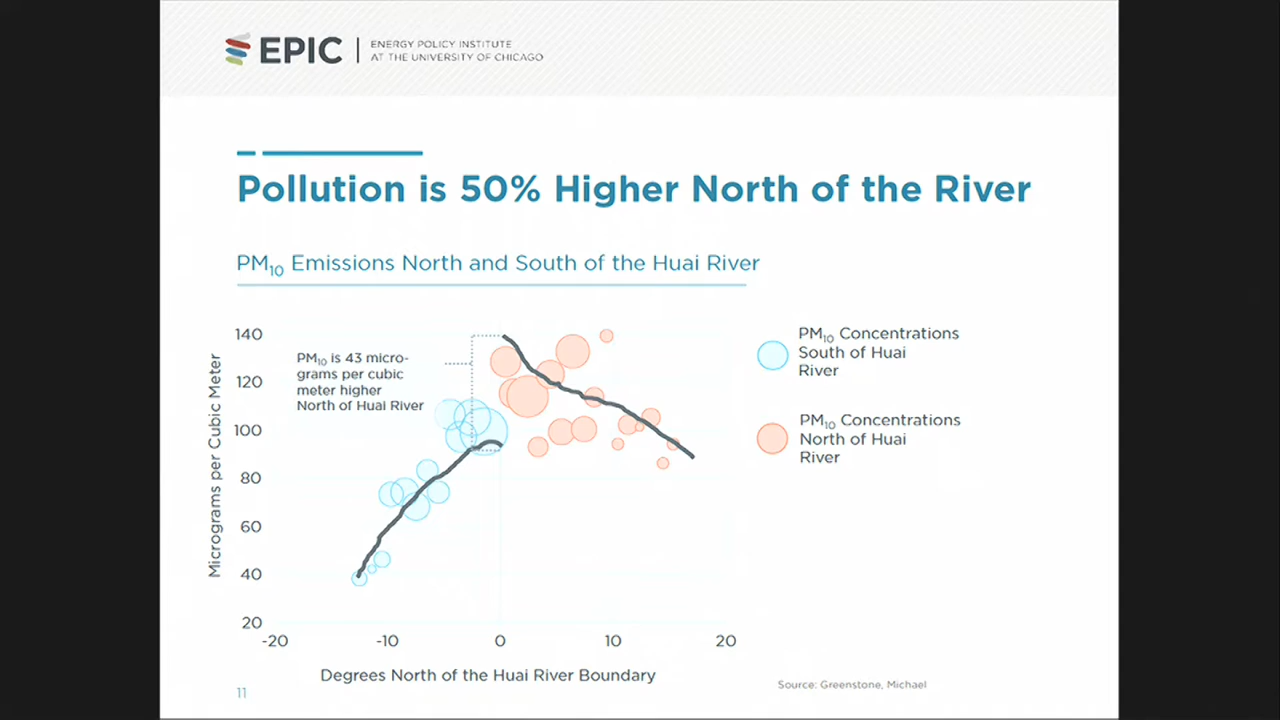 EPIC
ENERGY POLICY INSTITUTE
AT THE UNIVERSITY OF CHICAGO
Pollution is 50% Higher North of the River
PM10 Emissions North and South of the Huai River
Micrograms per Cubic Meter
140
120
100
80
60
40
20
PM10 is 43 micro-
grams per cubic
meter higher
North of Huai River
-20
-10
0
10
20
Degrees North of the Huai River Boundary
PM10 Concentrations
South of Huai
River
PM10 Concentrations
North of Huai
River
11
Source: Greenstone, Michael